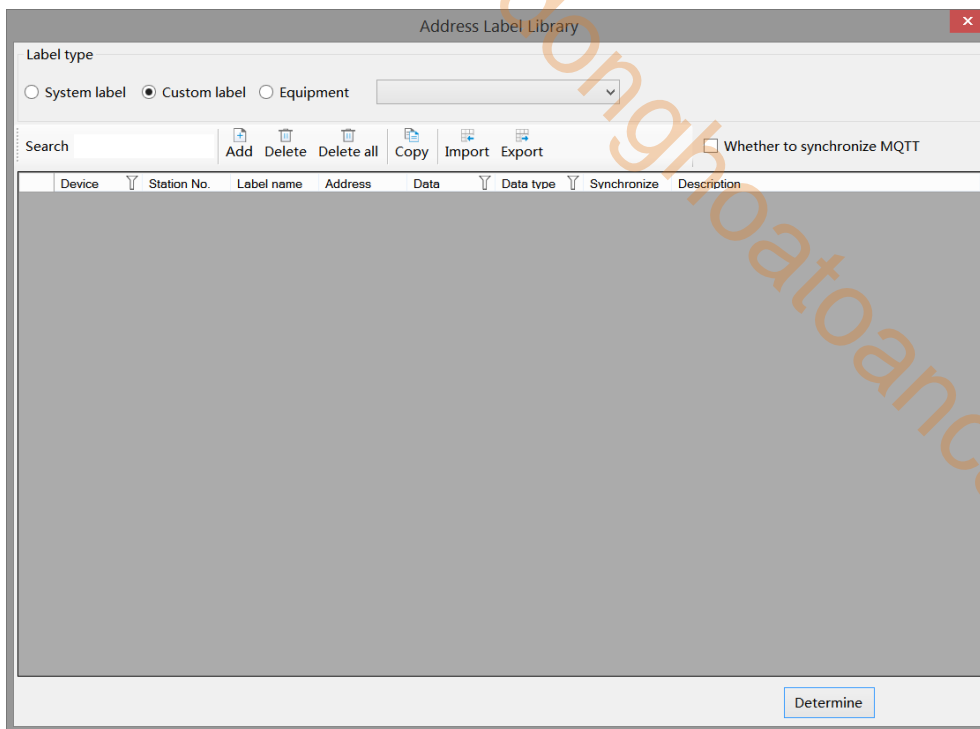 Address Label Library
Label type
System label Custom label Equipment
Search Add Delete Delete all Copy Import Export Whether to synchronize MQTT
Device Station No. Label name Address Data Data type Synchronize Description
Determine